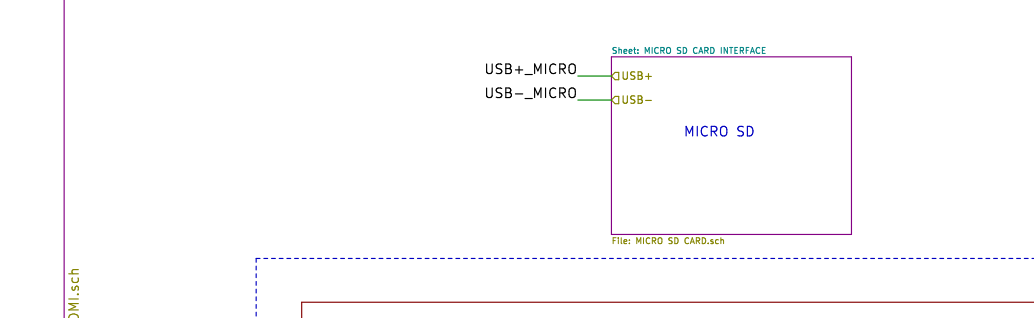 Sheet: MICRO SD CARD INTERFACE
USB+_MICRO
USB+
USB-_MICRO
USB-
MICRO SD
File: MICRO SD CARD.sch